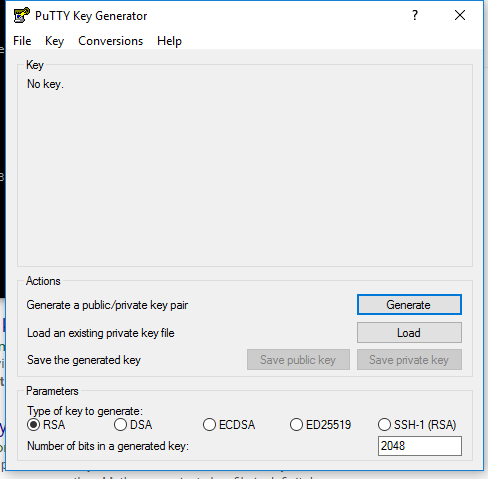 PuTTY Key Generator ?
File Key Conversions Help
Key
No key.
Actions
Generate a public/private key pair Generate
Load an existing private key file Load
Save the generated key Save public key Save private key
Parameters
Type of key to generate:
RSA DSA ECDSA ED25519 SSH-1 (RSA)
Number of bits in a generated key: 2048